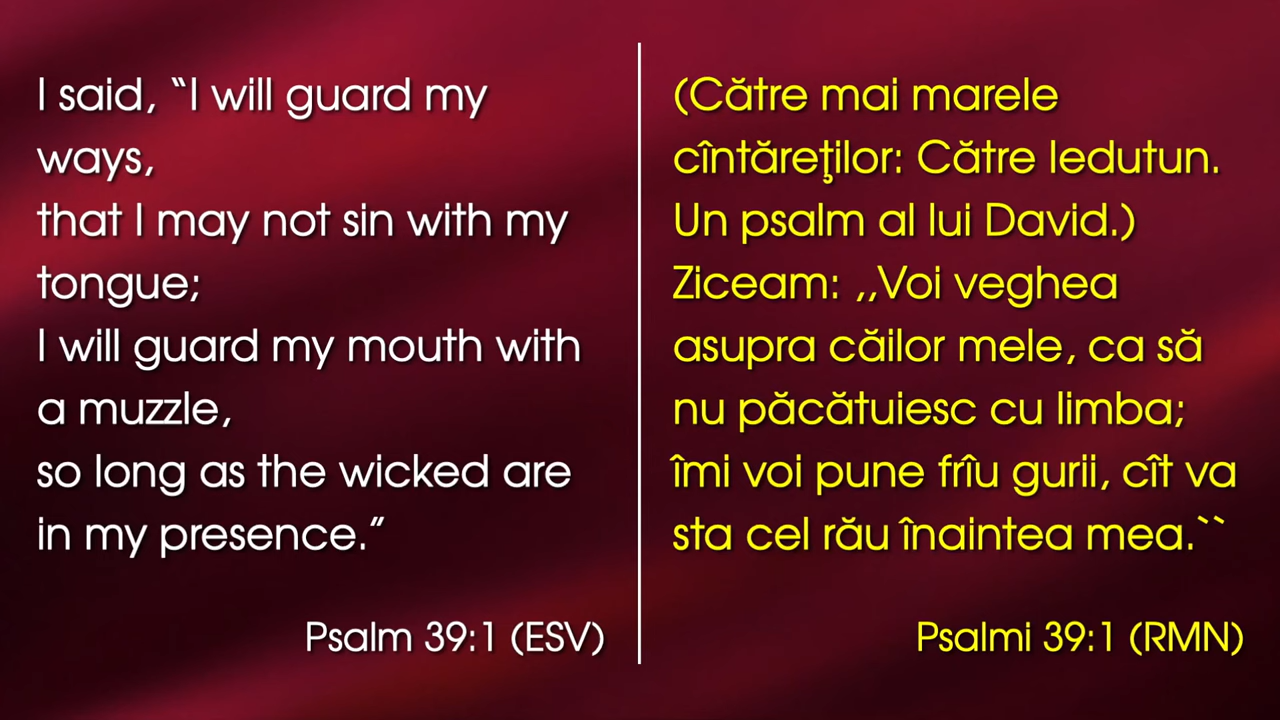 I said, “I will guard my
ways,
that I may not sin with my
tongue;
I will guard my mouth with
a muzzle,
so long as the wicked are
in my presence.”
Psalm 39:1 (ESV)
(Către mai marele
cîntăreţilor: Către Iedutun.
Un psalm al lui David.)
Ziceam: ,,Voi veghea
asupra căilor mele, ca să
nu păcătuiesc cu limba;
îmi voi pune frîu gurii, cît va
sta cel rău înaintea mea.``
Psalmi 39:1 (RMN)